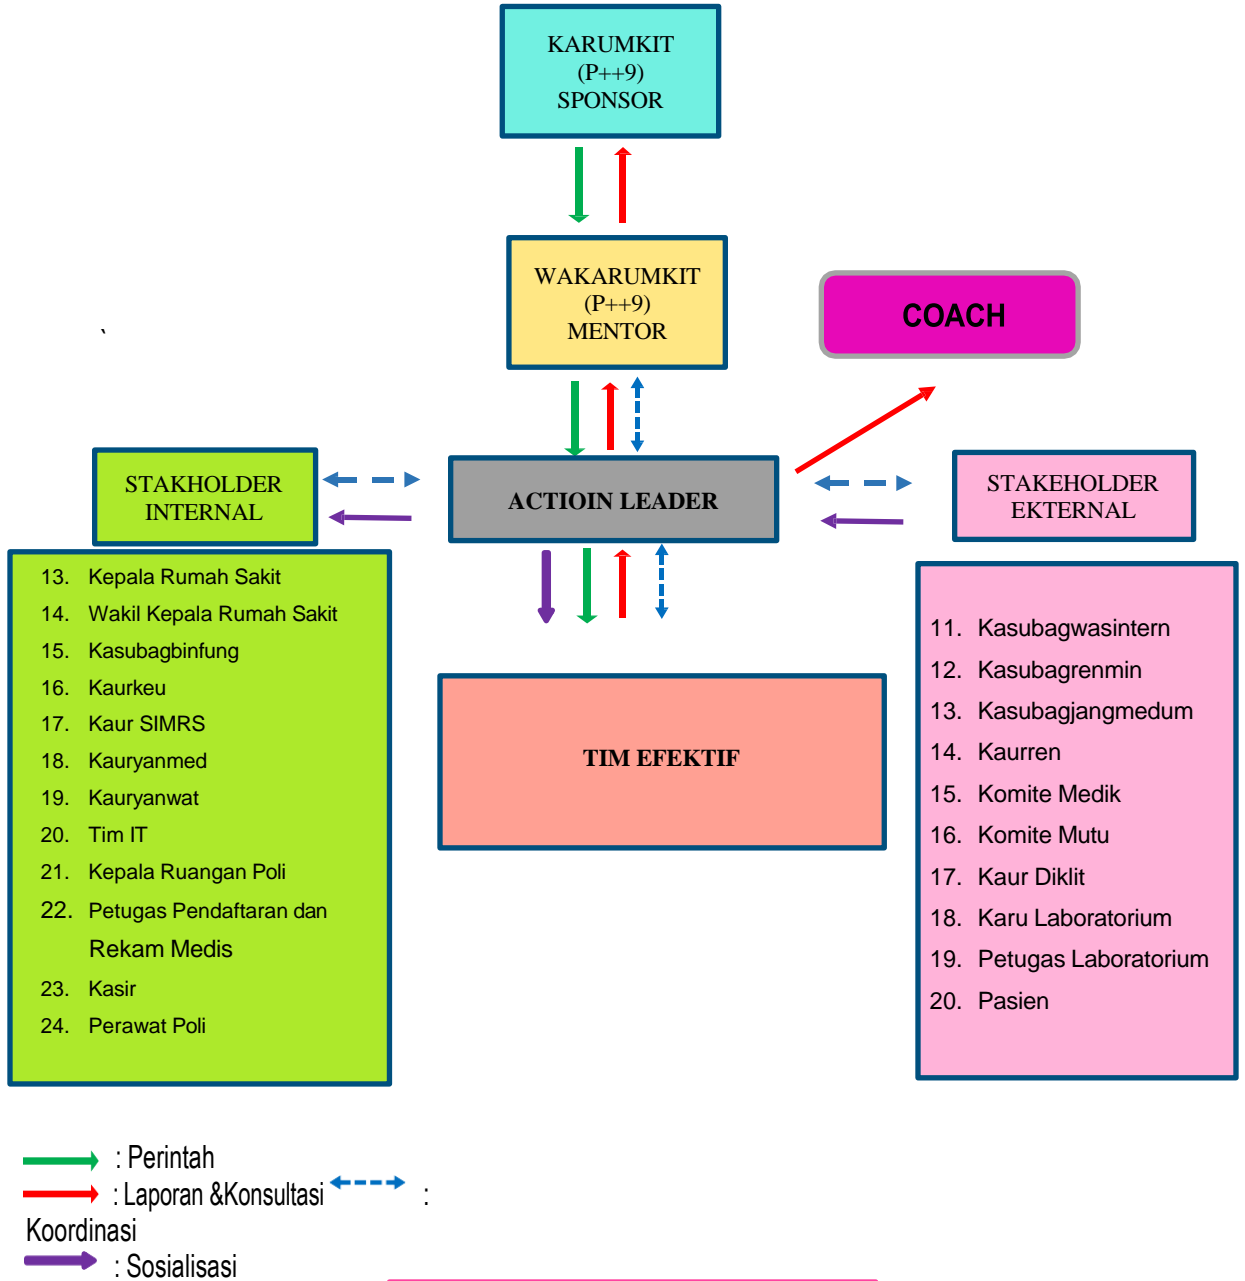 KARUMKIT
(P++9)
SPONSOR
WAKARUMKIT
(P++9)
MENTOR
COACH
`
STAKHOLDER
INTERNAL
ACTIOIN LEADER
STAKEHOLDER
EKTERNAL
13. Kepala Rumah Sakit
14. Wakil Kepala Rumah Sakit
15. Kasubagbinfung
16. Kaurkeu
17. Kaur SIMRS
18. Kauryanmed
19. Kauryanwat
20. Tim IT
21. Kepala Ruangan Poli
22. Petugas Pendaftaran dan
Rekam Medis
23. Kasir
24. Perawat Poli
TIM EFEKTIF
11. Kasubagwasintern
12. Kasubagrenmin
13. Kasubagjangmedum
14. Kaurren
15. Komite Medik
16. Komite Mutu
17. Kaur Diklit
18. Karu Laboratorium
19. Petugas Laboratorium
20. Pasien
: Perintah
: Laporan &Konsultasi :
Koordinasi
: Sosialisasi